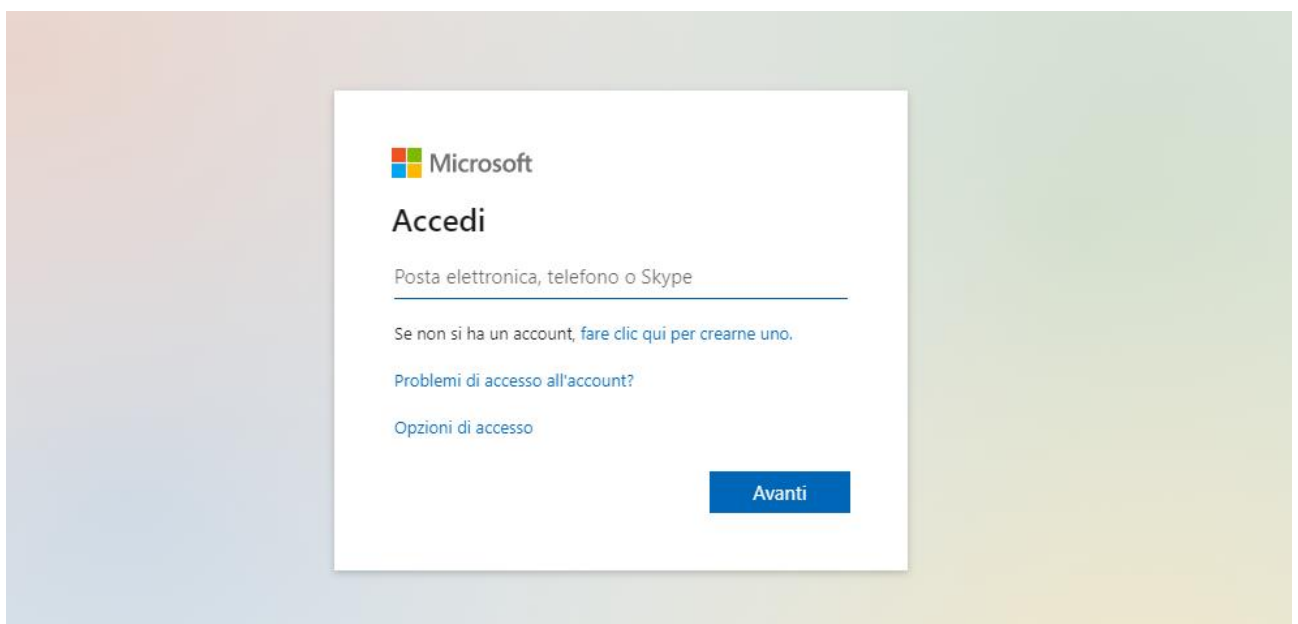 Microsoft
Accedi
Posta elettronica, telefono o Skype
Se non si ha un account, fare clic qui per crearne uno.
Problemi di accesso all'account?
Opzioni di accesso
Avanti